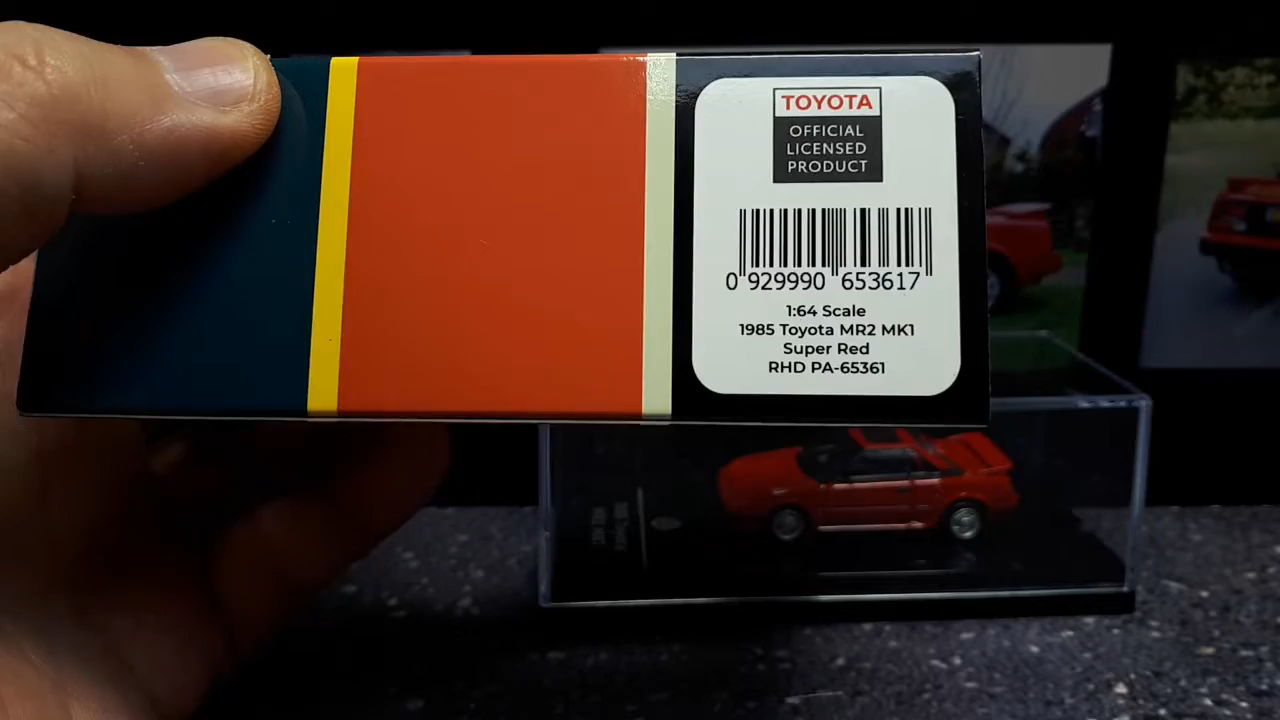 TOYOTA
OFFICIAL
LICENSED
PRODUCT
0 929990 653617
1:64 Scale
1985 Toyota MR2 MK1
Super Red
RHD PA-65361